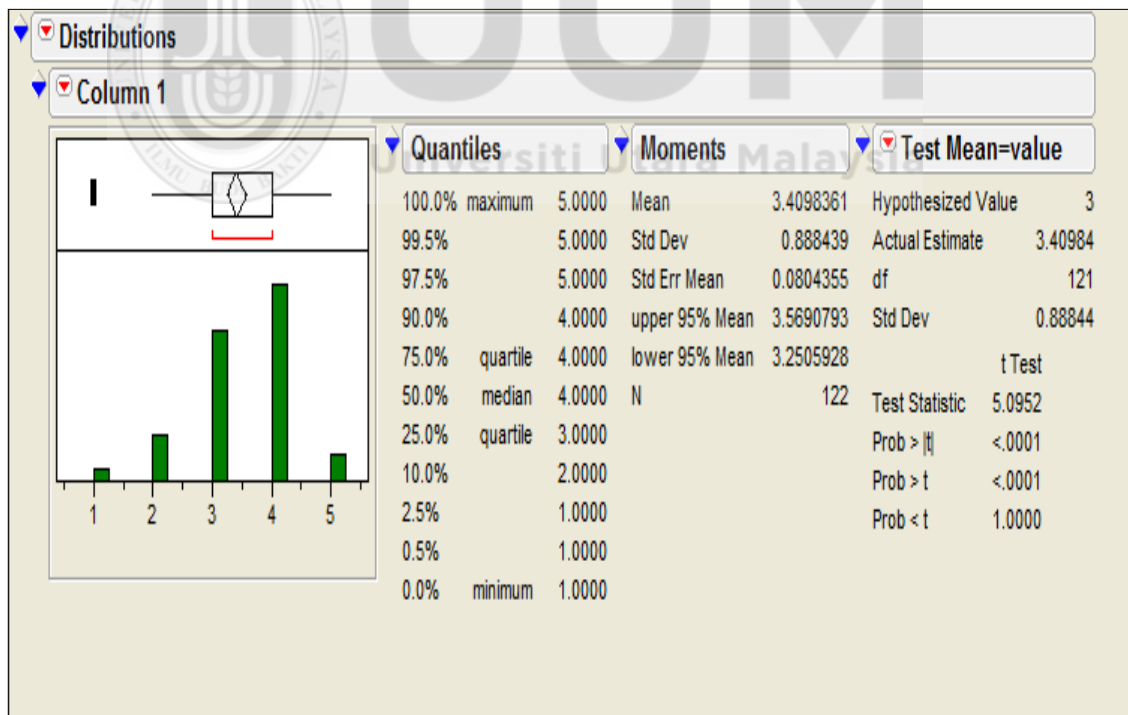 Distributions
Column 1
UUM
Universiti Utara Malaysia
ILMU BUDI BAKTI
1 2 3 4 5
Quantiles
100.0% maximum 5.0000
99.5% 5.0000
97.5% 5.0000
90.0% 4.0000
75.0% quartile 4.0000
50.0% median 4.0000
25.0% quartile 3.0000
10.0% 2.0000
2.5% 1.0000
0.5% 1.0000
0.0% minimum 1.0000
Moments
Mean 3.4098361
Std Dev 0.888439
Std Err Mean 0.0804355
upper 95% Mean 3.5690793
lower 95% Mean 3.2505928
N 122
Test Mean=value
Hypothesized Value 3
Actual Estimate 3.40984
df 121
Std Dev 0.88844
t Test
Test Statistic 5.0952
Prob > |t| <.0001
Prob > t <.0001
Prob < t 1.0000